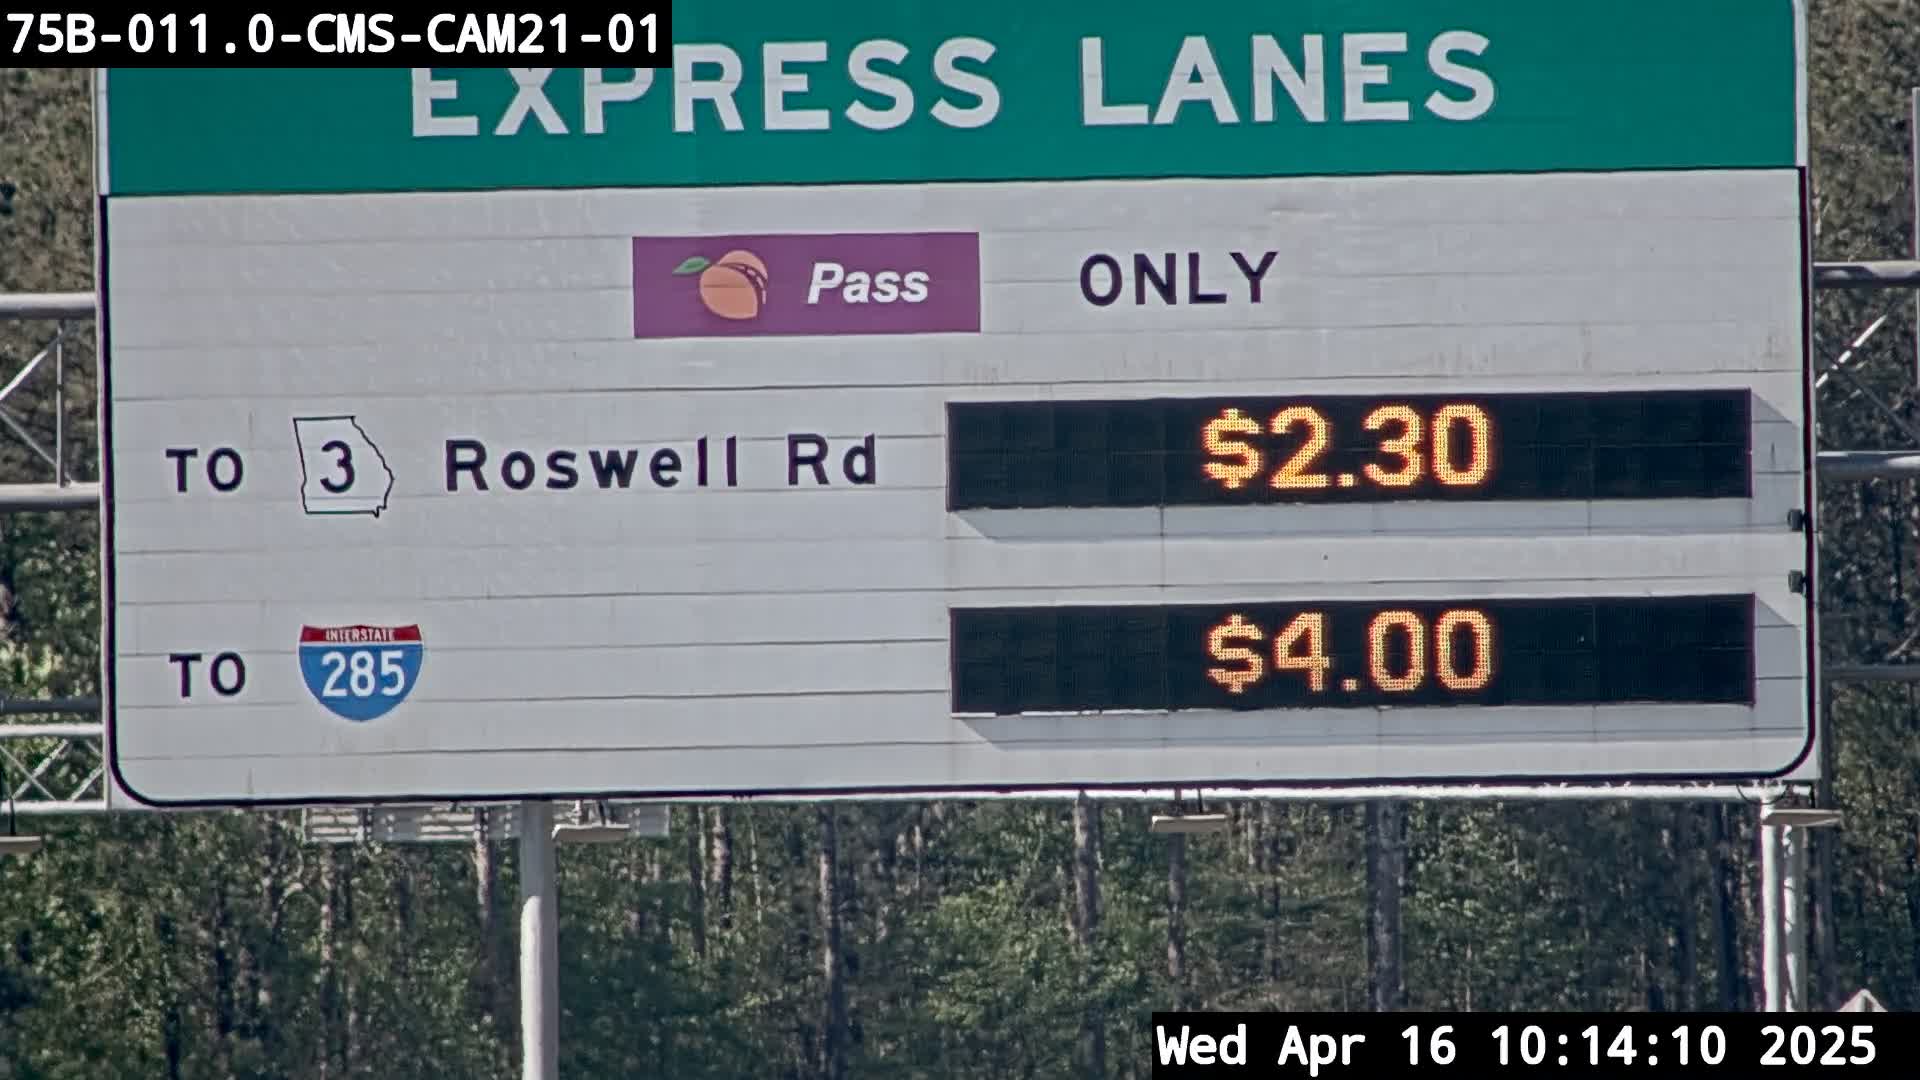 75B-011.0-CMS-CAM21-01
EXPRESS LANES
Pass ONLY
TO 3 Roswell Rd $2.30
INTERSTATE
TO 285 $4.00
Wed Apr 16 10:14:10 2025